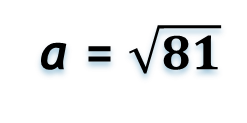 a = √81